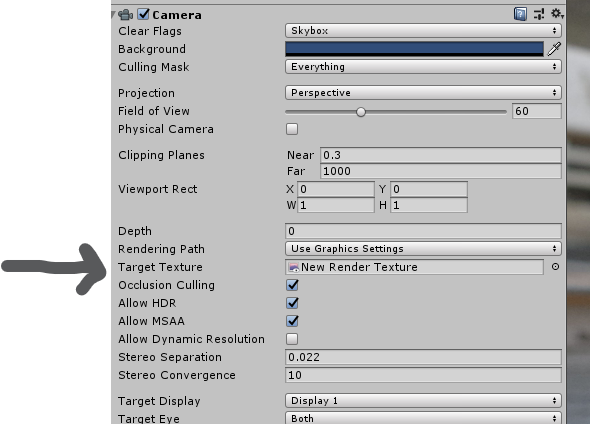 Camera
Clear Flags Skybox
Background
Culling Mask Everything
Projection Perspective
Field of View 60
Physical Camera
Clipping Planes Near 0.3
Far 1000
Viewport Rect X 0 Y 0
W 1 H 1
Depth 0
Rendering Path Use Graphics Settings
Target Texture New Render Texture
Occlusion Culling
Allow HDR
Allow MSAA
Allow Dynamic Resolution
Stereo Separation 0.022
Stereo Convergence 10
Target Display Display 1
Target Eye Both